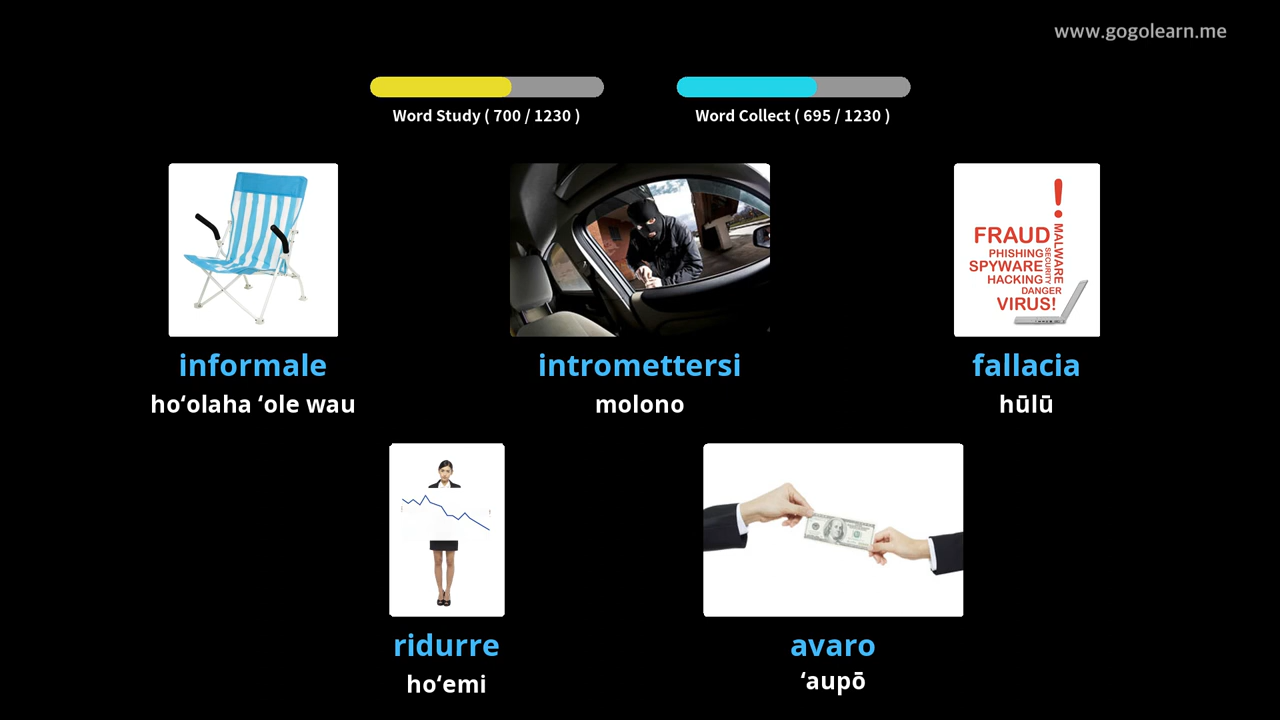 www.gogolearn.me
Word Study ( 700 / 1230 )
Word Collect ( 695 / 1230 )
!
FRAUD
MALWARE
PHISHING
SECURITY
SPYWARE
HACKING
DANGER
VIRUS!
informale
hoʻolaha ʻole wau
intromettersi
molono
fallacia
hūlū
ridurre
hoʻemi
avaro
ʻaupō